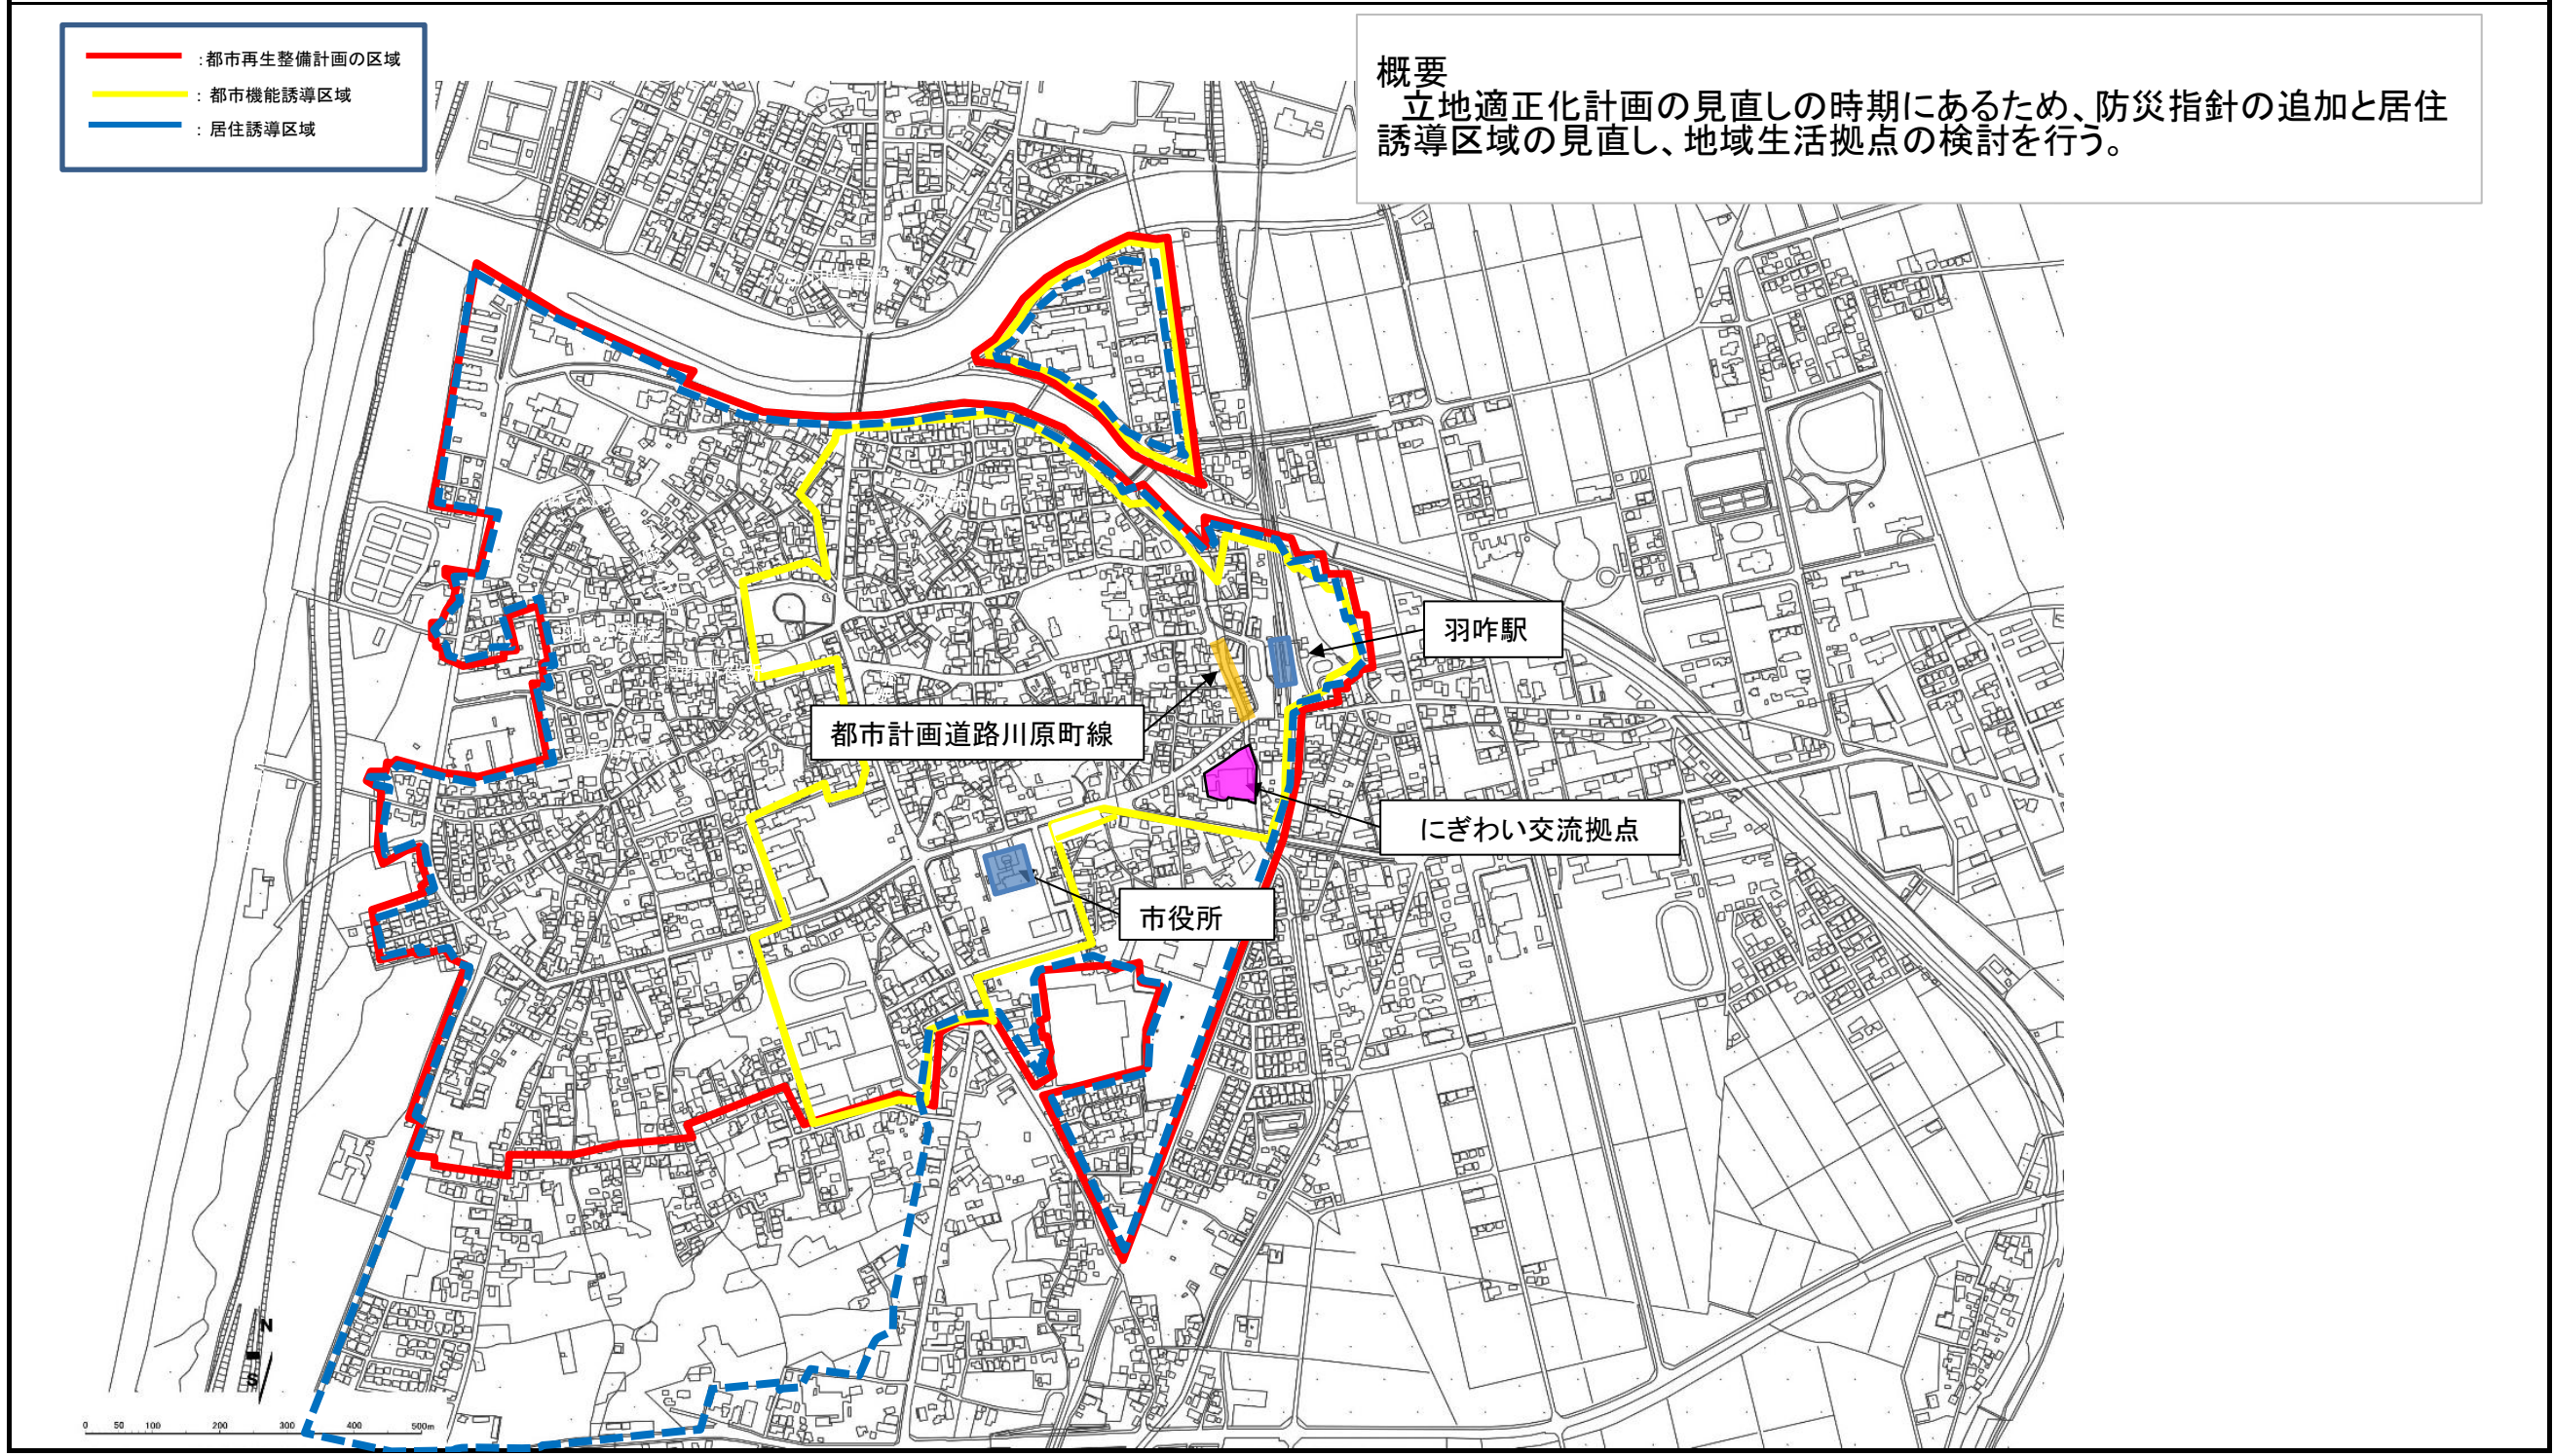 ：都市再生整備計画の区域
：都市機能誘導区域
：居住誘導区域
概要
立地適正化計画の見直しの時期にあるため、防災指針の追加と居住
誘導区域の見直し、地域生活拠点の検討を行う。
羽咋駅
都市計画道路川原町線
にぎわい交流拠点
市役所
N
S
0 50 100 200 300 400 500m